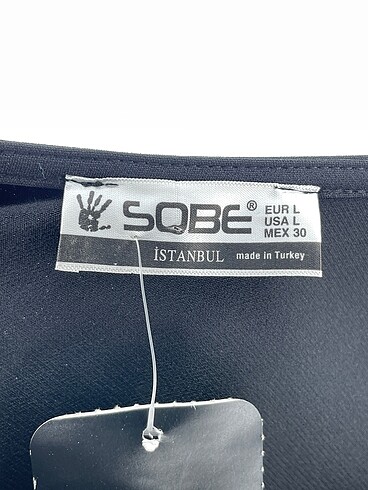 SOBE®
EUR L
USA L
MEX 30
İSTANBUL made in Turkey